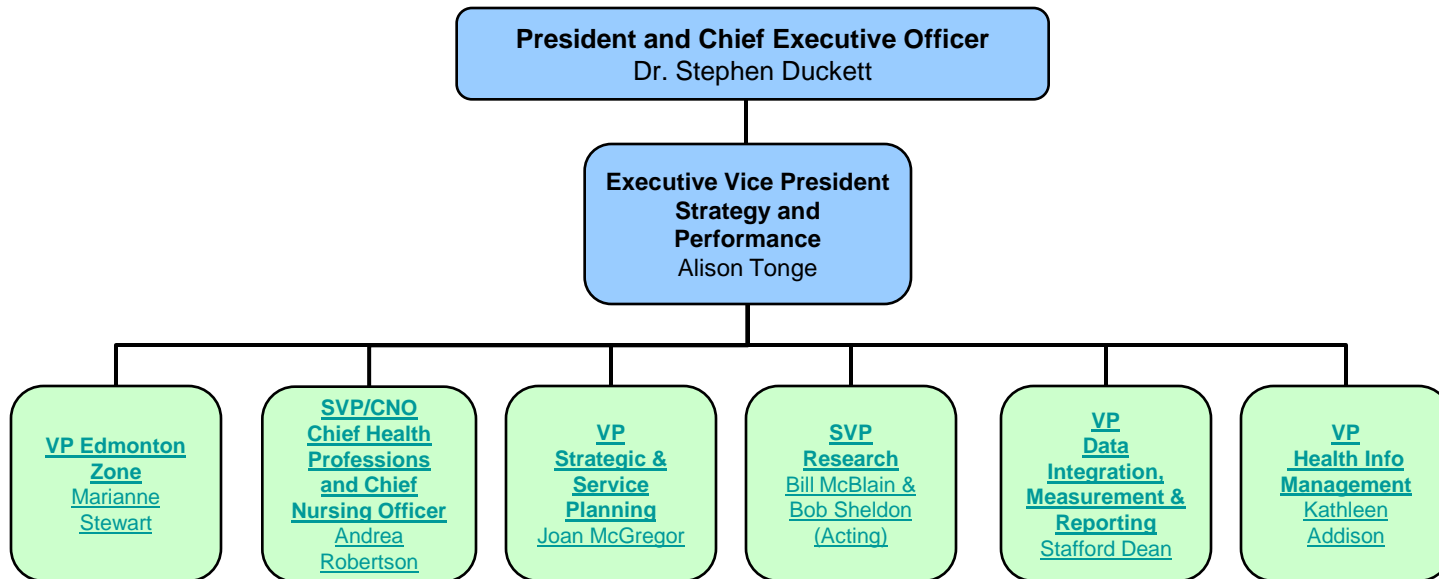 President and Chief Executive Officer
Dr. Stephen Duckett
Executive Vice President
Strategy and
Performance
Alison Tonge
VP Edmonton
Zone
Marianne
Stewart
SVP/CNO
Chief Health
Professions
and Chief
Nursing Officer
Andrea
Robertson
VP
Strategic &
Service
Planning
Joan McGregor
SVP
Research
Bill McBlain &
Bob Sheldon
(Acting)
VP
Data
Integration,
Measurement &
Reporting
Stafford Dean
VP
Health Info
Management
Kathleen
Addison